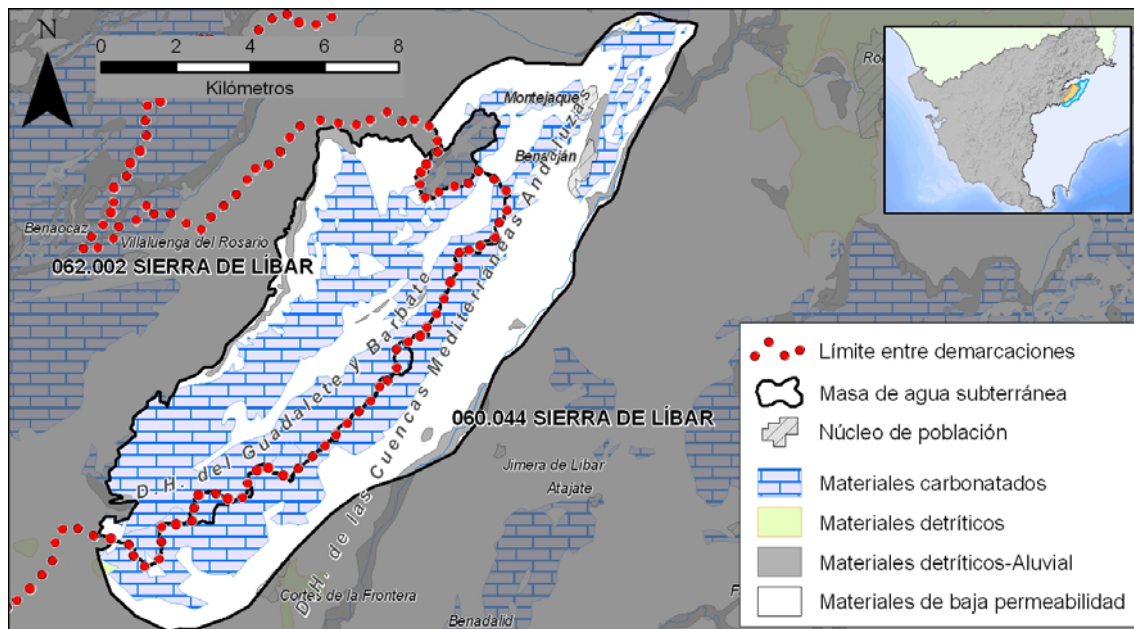 N
0 2 4 6 8
Kilómetros
Montejaque
Benaoján
Benaocaz
Villaluenga del Rosario
062.002 SIERRA DE LÍBAR
D.H. del Guadalete y Barbate
D.H. de las Cuencas Mediterráneas Andaluzas
060.044 SIERRA DE LÍBAR
Jimera de Líbar
Atajate
Cortes de la Frontera
Benadalid
Límite entre demarcaciones
Masa de agua subterránea
Núcleo de población
Materiales carbonatados
Materiales detríticos
Materiales detríticos-Aluvial
Materiales de baja permeabilidad